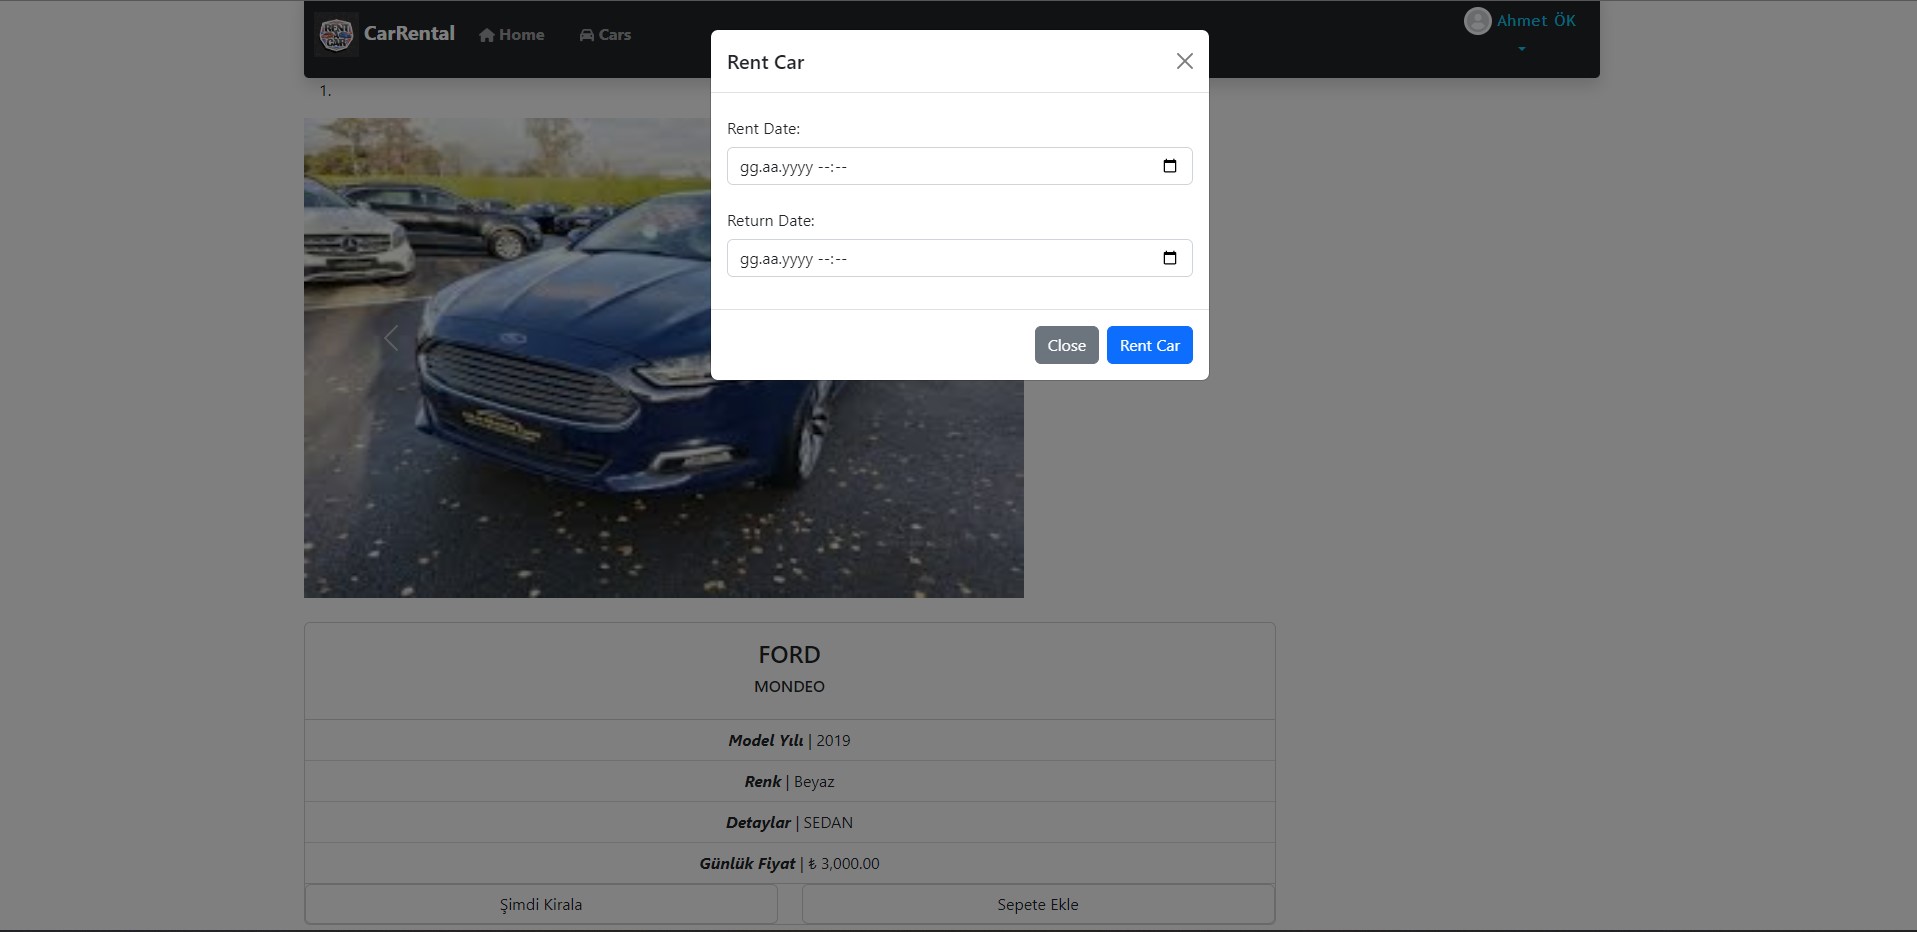 RENT A CAR
CarRental
Home
Cars
Ahmet ÖK
1.
Rent Car
Rent Date:
gg.aa.yyyy --:--
Return Date:
gg.aa.yyyy --:--
Close
Rent Car
FORD
MONDEO
Model Yılı | 2019
Renk | Beyaz
Detaylar | SEDAN
Günlük Fiyat | ₺ 3,000.00
Şimdi Kirala
Sepete Ekle